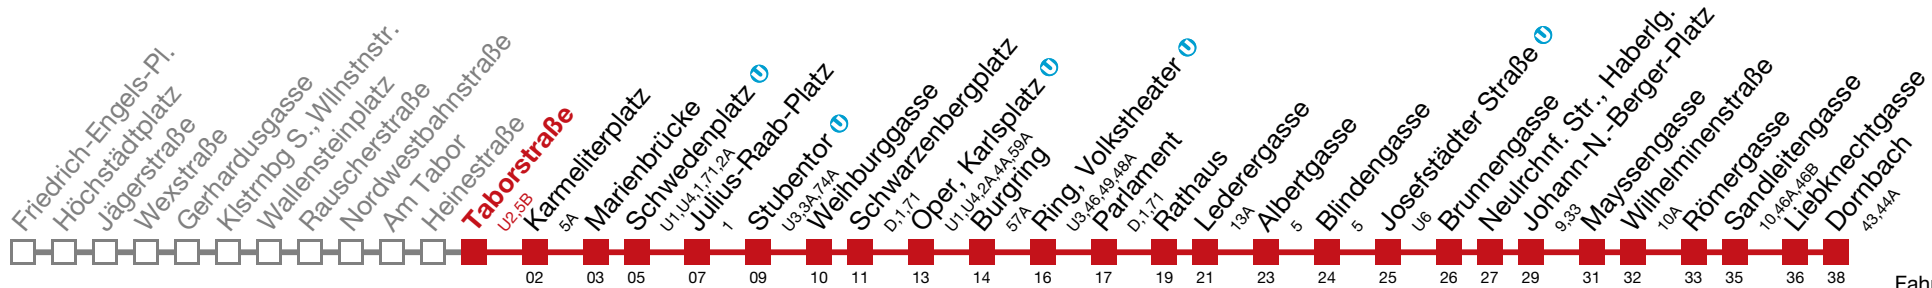 Friedrich-Engels-Pl.
Höchstädtplatz
Jägerstraße
Wexstraße
Gerhardusgasse
Klstrnbg S., Wllnstnstr.
Wallensteinplatz
Rauscherstraße
Nordwestbahnstraße
Am Tabor
Heinestraße
Taborstraße
U2,5B
Karmeliterplatz
5A
Marienbrücke
Schwedenplatz U
U1,U4,1,71,2A
Julius-Raab-Platz
1
Stubentor U
U3,3A,74A
Weihburggasse
Schwarzenbergplatz
D,1,71
Oper, Karlsplatz U
U1,U4,2A,4A,59A
Burgring
57A
Ring, Volkstheater U
U3,46,49,48A
Parlament
D,1,71
Rathaus
Lederergasse
13A
Albertgasse
5
Blindengasse
5
Josefstädter Straße U
U6
Brunnengasse
Neulrchnf. Str., Haberlg.
Johann-N.-Berger-Platz
9,33
Mayssengasse
Wilhelminenstraße
10A
Römergasse
Sandleitengasse
10,46A,46B
Liebknechtgasse
Dornbach
43,44A
02 03 05 07 09 10 11 13 14 16 17 19 21 23 24 25 26 27 29 31 32 33 35 36 38